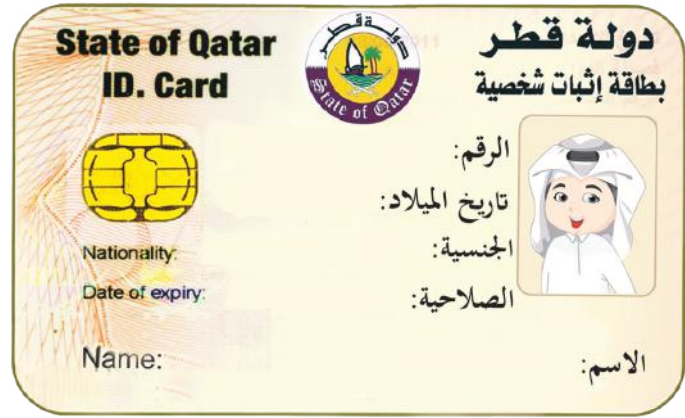 State of Qatar
ID. Card
دولة قطر
State of Qatar
دولة قطر
بطاقة إثبات شخصية
الرقم:
تاريخ الميلاد:
Nationality:
الجنسية:
Date of expiry:
الصلاحية:
Name:
الاسم: